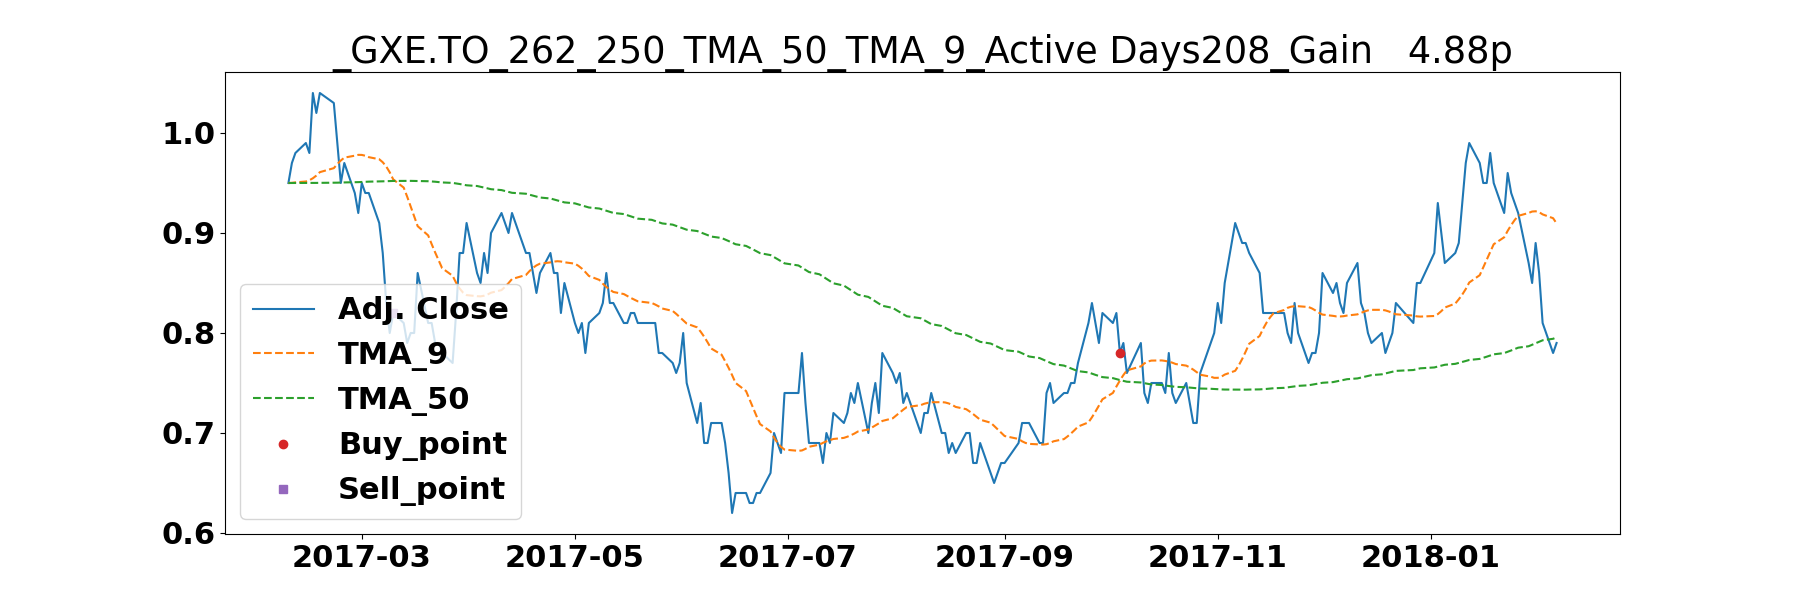 _GXE.TO_262_250_TMA_50_TMA_9_Active Days208_Gain   4.88p
1.0
0.9
0.8
0.7
0.6
Adj. Close
TMA_9
TMA_50
Buy_point
Sell_point
2017-03 2017-05 2017-07 2017-09 2017-11 2018-01